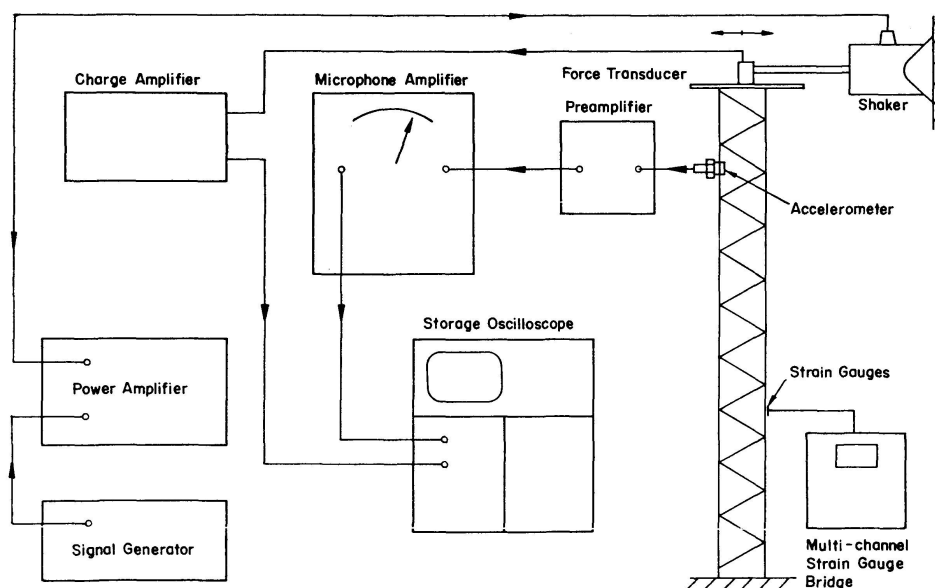 Charge Amplifier
Microphone Amplifier
Force Transducer
Shaker
Preamplifier
Accelerometer
Storage Oscilloscope
Power Amplifier
Strain Gauges
Signal Generator
Multi-channel
Strain Gauge
Bridge